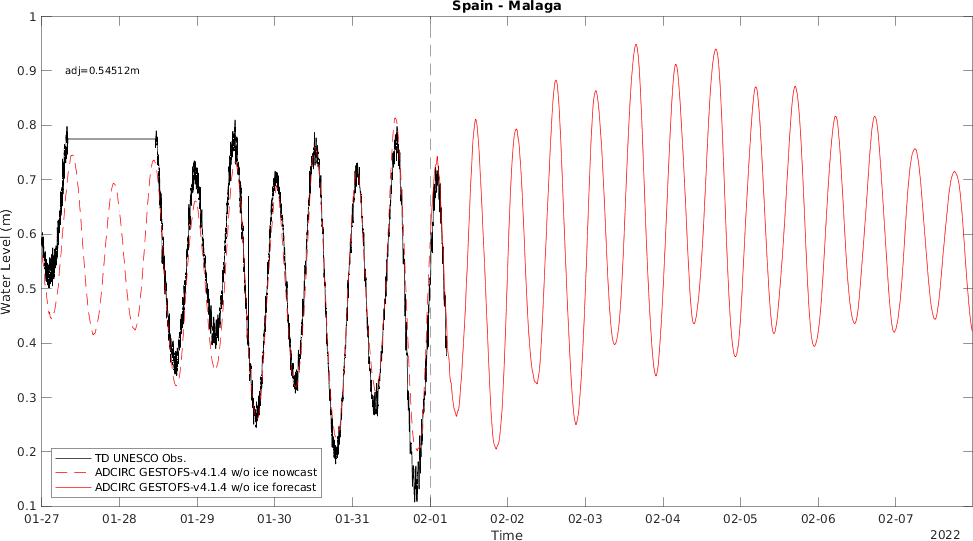 Spain - Malaga
1
0.9
0.8
0.7
0.6
0.5
0.4
0.3
0.2
0.1
Water Level (m)
adj=0.54512m
TD UNESCO Obs.
ADCIRC GESTOFS-v4.1.4 w/o ice nowcast
ADCIRC GESTOFS-v4.1.4 w/o ice forecast
01-27 01-28 01-29 01-30 01-31 02-01 02-02 02-03 02-04 02-05 02-06 02-07
Time
2022